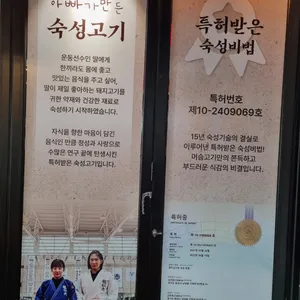 아빠가 만든
숙성고기
운동선수인 딸에게
한끼라도 몸에 좋고
맛있는 음식을 주고 싶어,
딸이 제일 좋아하는 돼지고기를
귀한 약재와 건강한 재료로
숙성하기 시작하였습니다.
자식을 향한 마음이 담긴
음식인 만큼 정성과 사랑으로
수많은 연구 끝에 탄생시킨
특허받은 숙성고기입니다.
특허받은
숙성비법
특허번호
제10-2409069호
15년 숙성기술의 결실로
이루어낸 특허받은 숙성비법!
머슴고기만의 쫀득하고
부드러운 식감의 비결입니다.
특허증